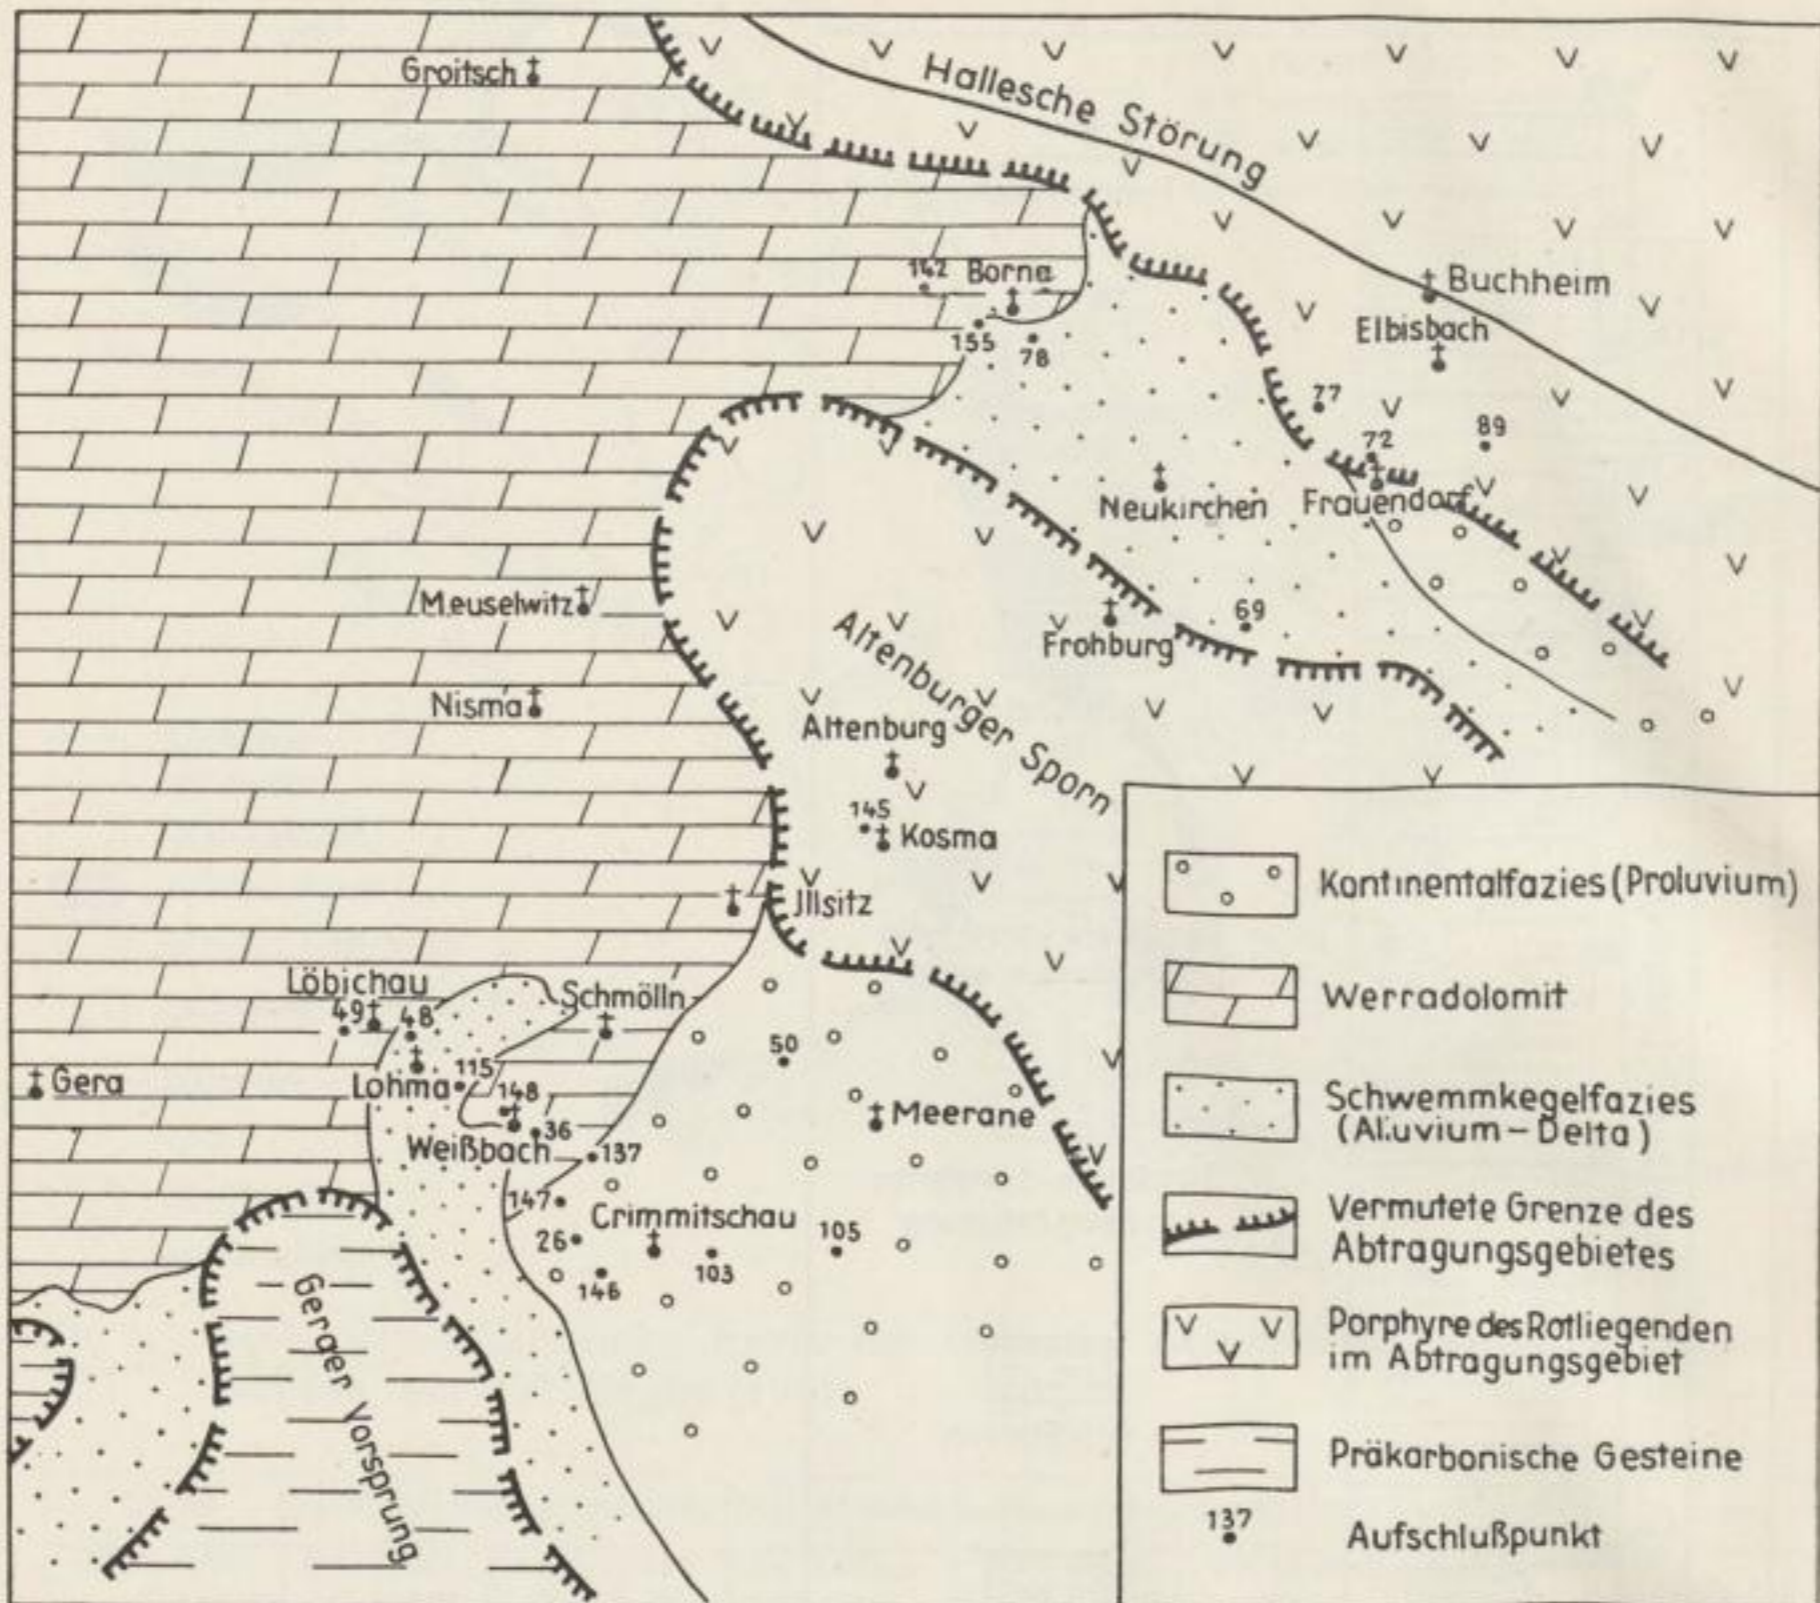 Groitsch
Hallesche Störung
142 Borna
Buchheim
Elbisbach
155
78
77
72
89
Neukirchen
Frauendorf
Meuselwitz
69
Frohburg
Altenburger Sporn
Nisma
Altenburg
145
Kosma
Jllsitz
Löbichau
Schmölln
49
48
50
Gera
Lohma
115
148
Meerane
36
Weißbach
137
147
Crimmitschau
26
105
146
103
Geraer Vorsprung
Kontinentalfazies (Proluvium)
Werradolomit
Schwemmkegelfazies
(Alluvium - Delta)
Vermutete Grenze des
Abtragungsgebietes
Porphyre des Rotliegenden
im Abtragungsgebiet
Präkarbonische Gesteine
137
Aufschlußpunkt